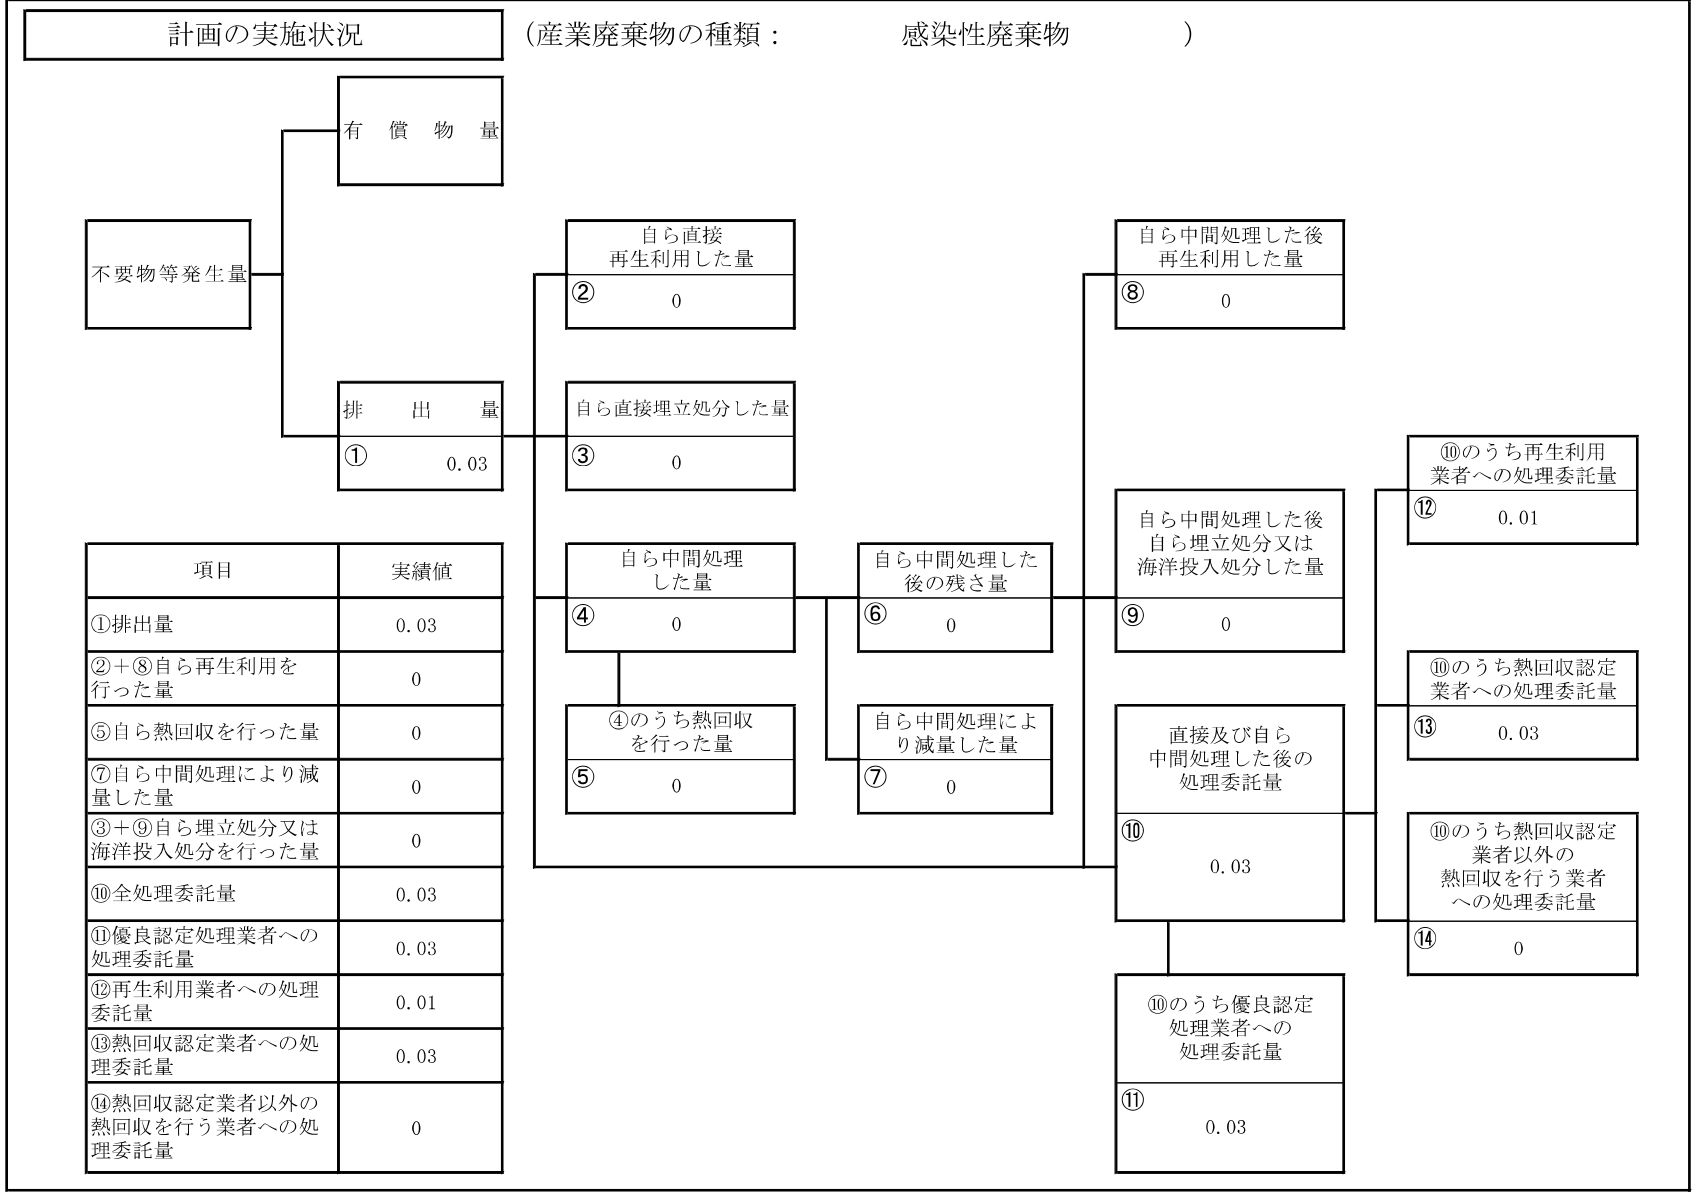 計画の実施状況
(産業廃棄物の種類： 感染性廃棄物 )
有償物量
不要物等発生量
排出量
①
0.03
自ら直接
再生利用した量
②
0
自ら直接埋立処分した量
③
0
自ら中間処理
した量
④
0
④のうち熱回収
を行った量
⑤
0
自ら中間処理した
後の残さ量
⑥
0
自ら中間処理によ
り減量した量
⑦
0
自ら中間処理した後
再生利用した量
⑧
0
自ら中間処理した後
自ら埋立処分又は
海洋投入処分した量
⑨
0
直接及び自ら
中間処理した後の
処理委託量
⑩
0.03
⑩のうち優良認定
処理業者への
処理委託量
⑪
0.03
⑩のうち再生利用
業者への処理委託量
⑫
0.01
⑩のうち熱回収認定
業者への処理委託量
⑬
0.03
⑩のうち熱回収認定
業者以外の
熱回収を行う業者
への処理委託量
⑭
0
項目 実績値
①排出量 0.03
②＋⑧自ら再生利用を
行った量
0
⑤自ら熱回収を行った量 0
⑦自ら中間処理により減
量した量
0
③＋⑨自ら埋立処分又は
海洋投入処分を行った量
0
⑩全処理委託量 0.03
⑪優良認定処理業者への
処理委託量
0.03
⑫再生利用業者への処理
委託量
0.01
⑬熱回収認定業者への処
理委託量
0.03
⑭熱回収認定業者以外の
熱回収を行う業者への処
理委託量
0